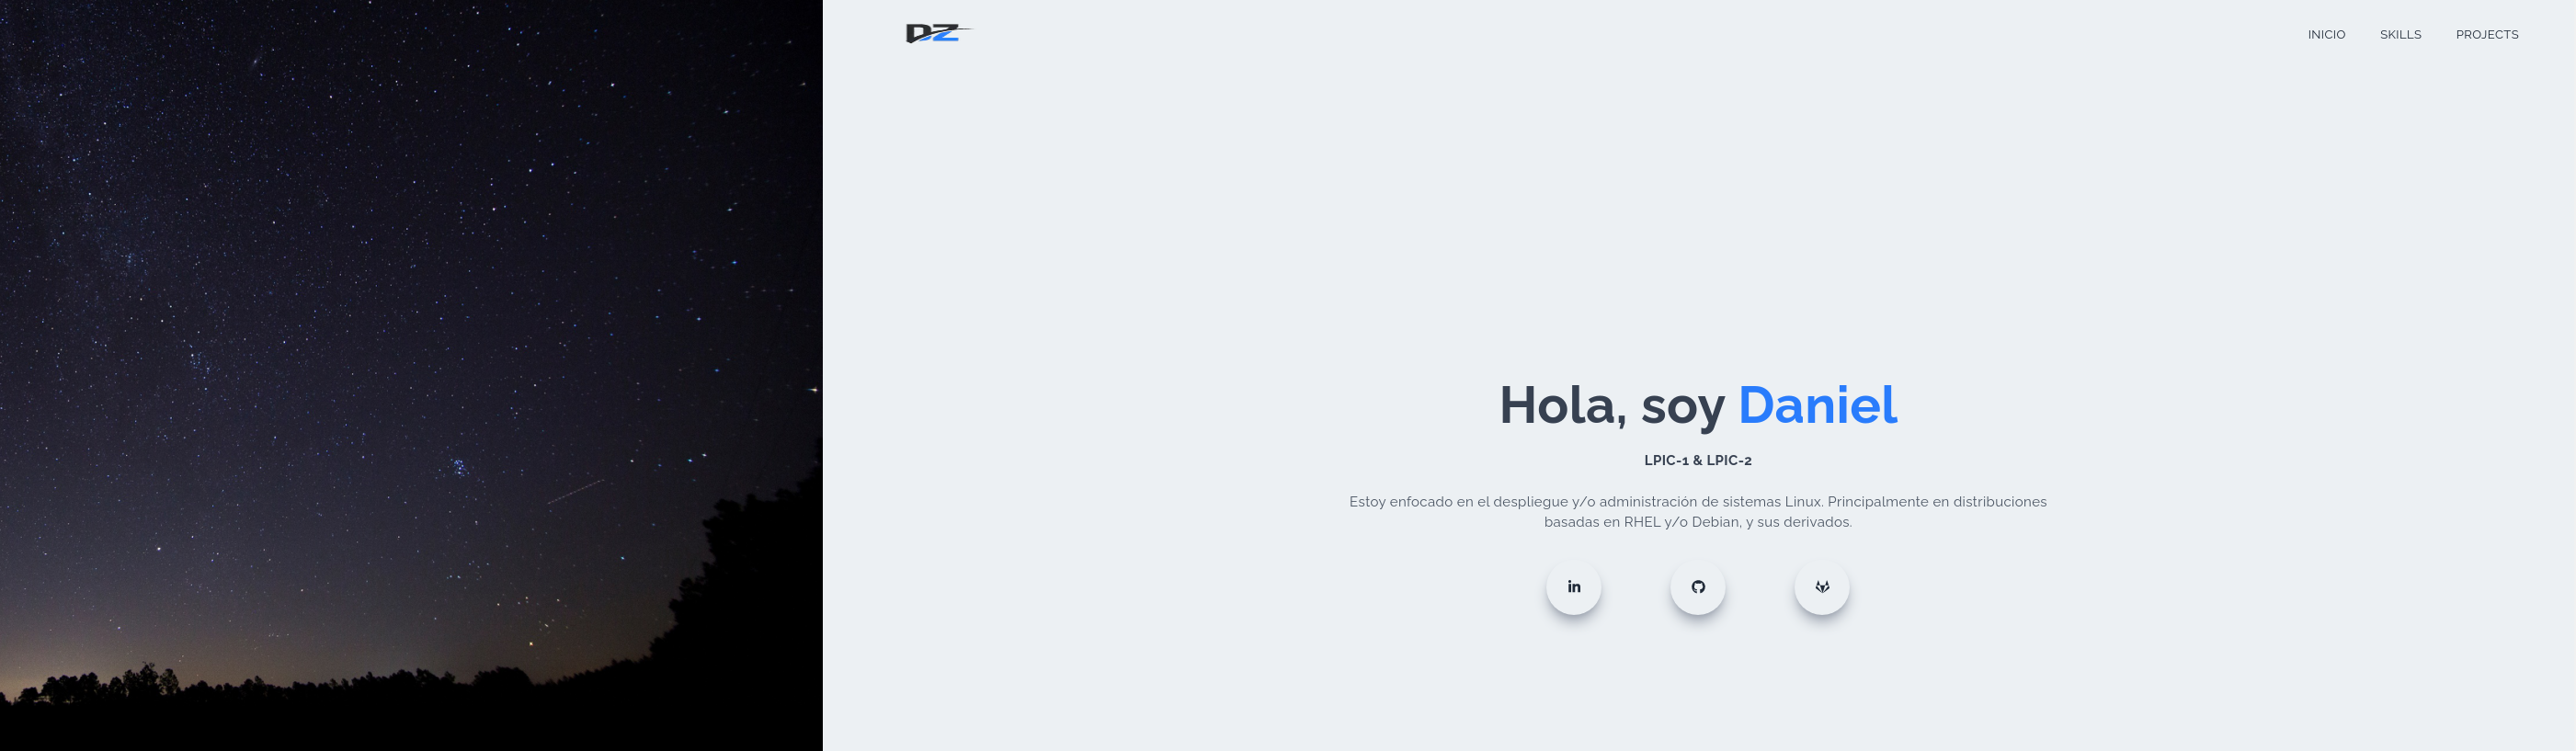 DZ
INICIO SKILLS PROJECTS
Hola, soy Daniel
LPIC-1 & LPIC-2
Estoy enfocado en el despliegue y/o administración de sistemas Linux. Principalmente en distribuciones
basadas en RHEL y/o Debian, y sus derivados.
in